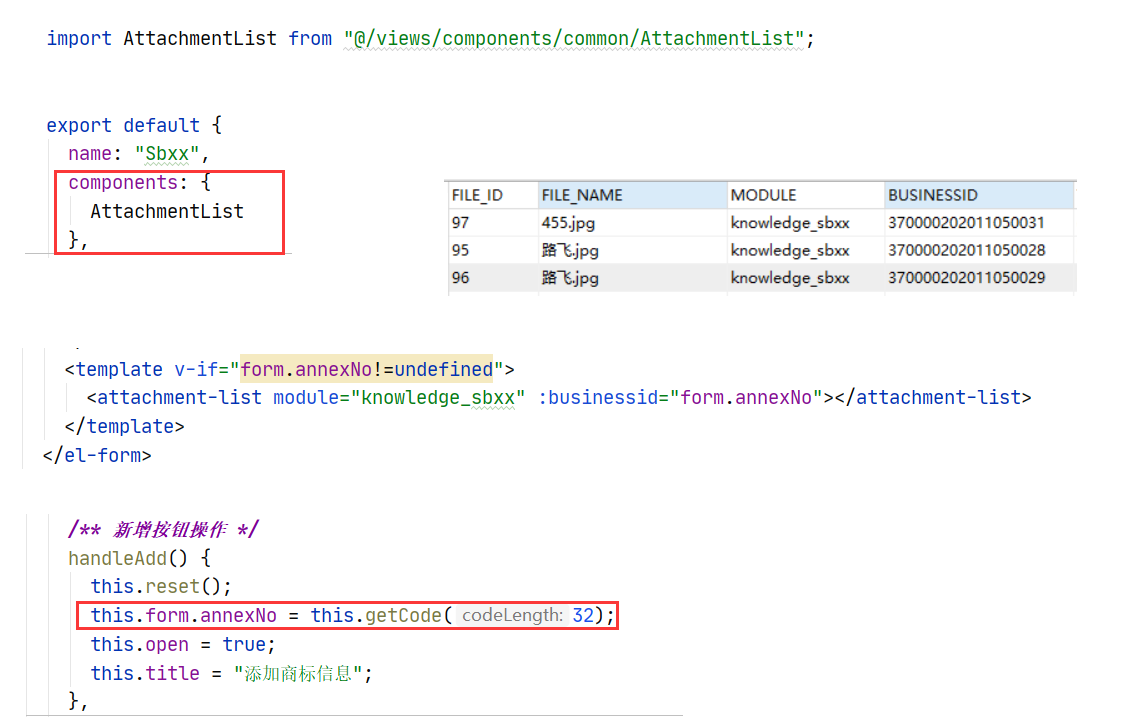 import AttachmentList from "@/views/components/common/AttachmentList";
export default {
name: "Sbxx",
components: {
AttachmentList
},
FILE_ID FILE_NAME MODULE BUSINESSID
97 455.jpg knowledge_sbxx 370000202011050031
95 路飞.jpg knowledge_sbxx 370000202011050028
96 路飞.jpg knowledge_sbxx 370000202011050029
<template v-if="form.annexNo!=undefined">
<attachment-list module="knowledge_sbxx" :businessid="form.annexNo"></attachment-list>
</template>
</el-form>
/** 新增按钮操作 */
handleAdd() {
this.reset();
this.form.annexNo = this.getCode( codeLength: 32);
this.open = true;
this.title = "添加商标信息";
},